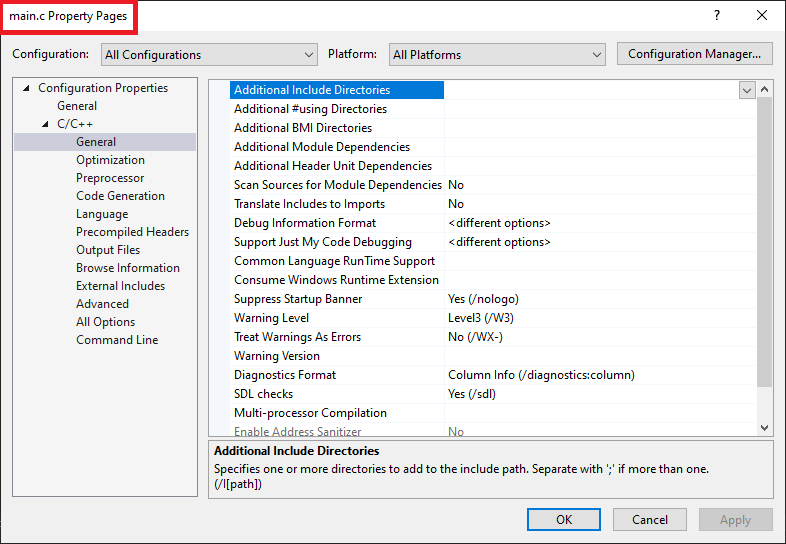 main.c Property Pages
Configuration: All Configurations Platform: All Platforms Configuration Manager...
Configuration Properties
General
C/C++
General
Optimization
Preprocessor
Code Generation
Language
Precompiled Headers
Output Files
Browse Information
External Includes
Advanced
All Options
Command Line
Additional Include Directories
Additional #using Directories
Additional BMI Directories
Additional Module Dependencies
Additional Header Unit Dependencies
Scan Sources for Module Dependencies No
Translate Includes to Imports No
Debug Information Format <different options>
Support Just My Code Debugging <different options>
Common Language RunTime Support
Consume Windows Runtime Extension
Suppress Startup Banner Yes (/nologo)
Warning Level Level3 (/W3)
Treat Warnings As Errors No (/WX-)
Warning Version
Diagnostics Format Column Info (/diagnostics:column)
SDL checks Yes (/sdl)
Multi-processor Compilation
Enable Address Sanitizer No
Additional Include Directories
Specifies one or more directories to add to the include path. Separate with ';' if more than one.
(/I[path])
OK Cancel Apply